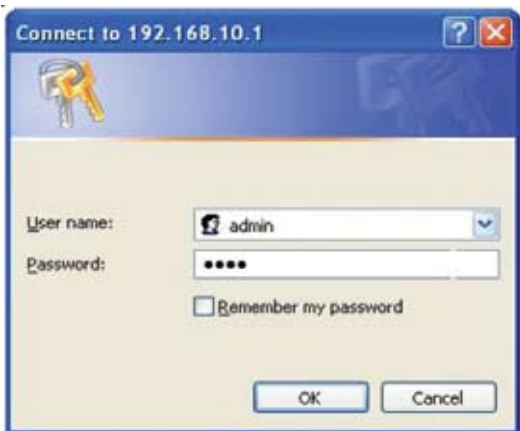 Connect to 192.168.10.1
User name:
admin
Password:
••••
Remember my password
OK
Cancel